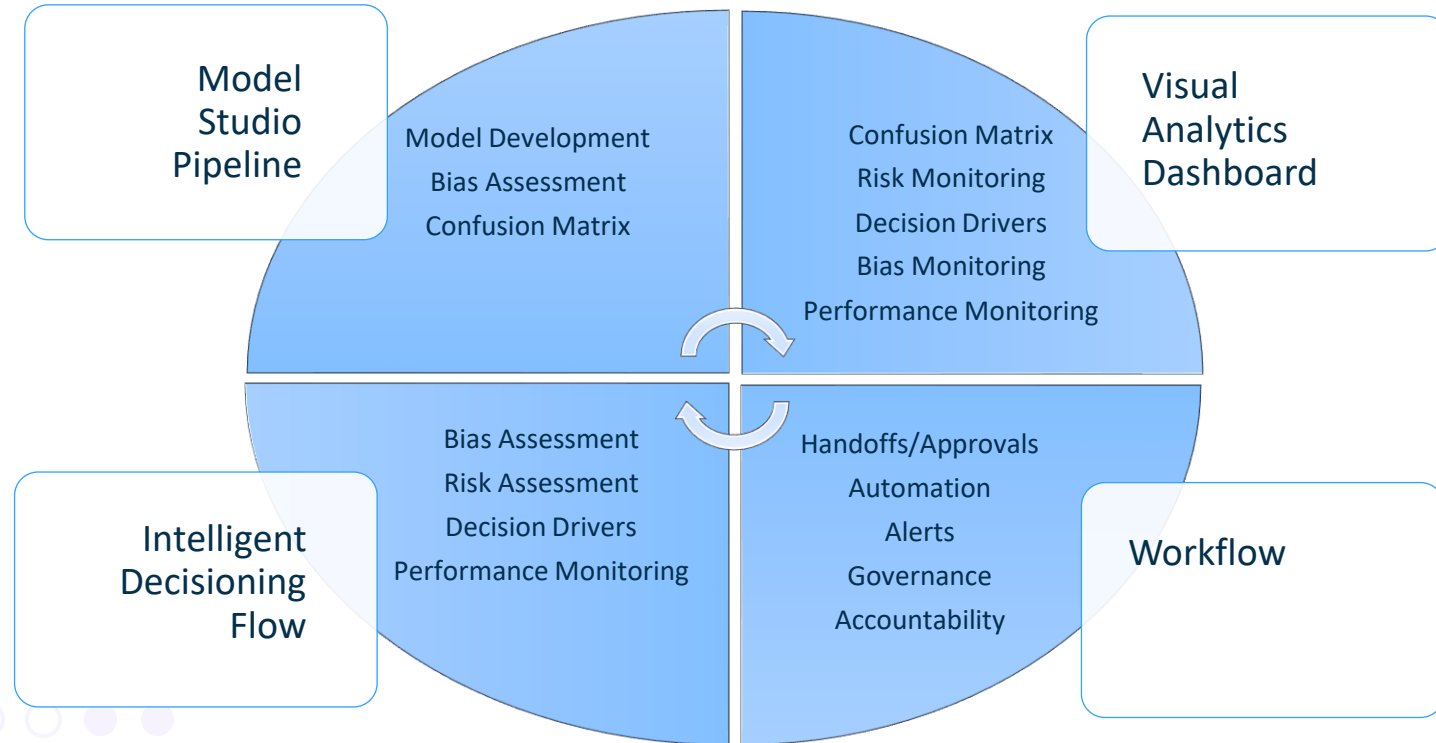 Model
Studio
Pipeline
Model Development
Bias Assessment
Confusion Matrix
Confusion Matrix
Risk Monitoring
Decision Drivers
Bias Monitoring
Performance Monitoring
Visual
Analytics
Dashboard
Intelligent
Decisioning
Flow
Bias Assessment
Risk Assessment
Decision Drivers
Performance Monitoring
Handoffs/Approvals
Automation
Alerts
Governance
Accountability
Workflow